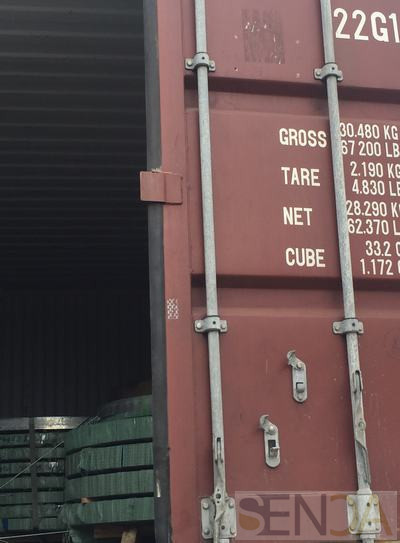 22G1
GROSS 30.480 KG
67 200 LB
TARE 2.190 KG
4.830 LB
NET 28.290 KG
62.370 LB
CUBE 33.2 C
1.172 C
SENDA